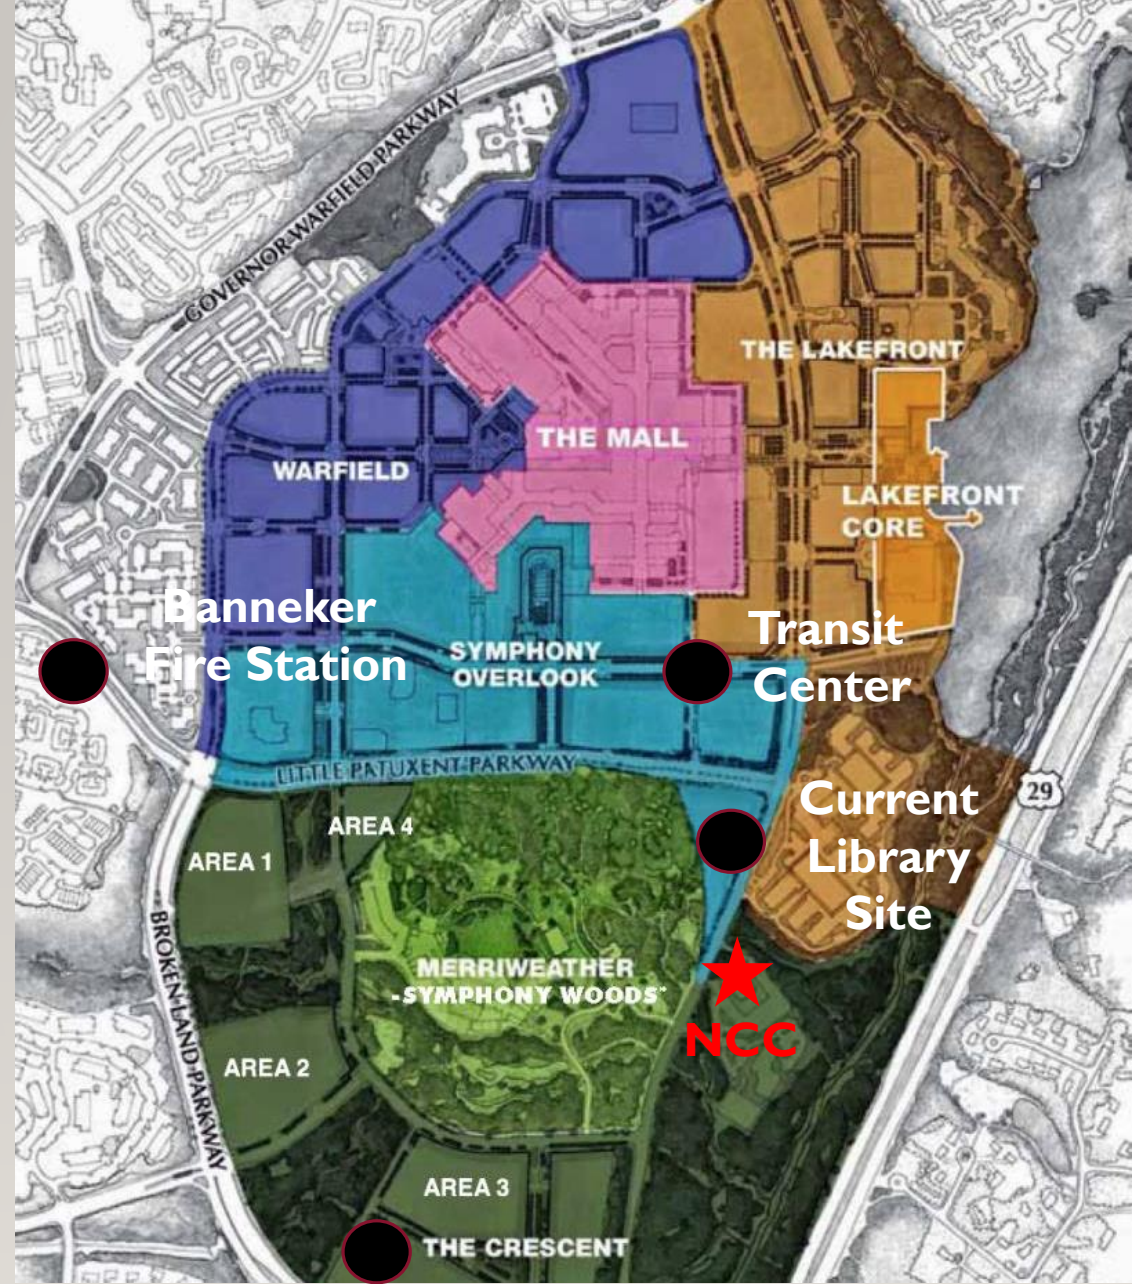 GOVERNOR WARFIELD PARKWAY
THE LAKEFRONT
THE MALL
WARFIELD
LAKEFRONT
CORE
Banneker
Fire Station
SYMPHONY
OVERLOOK
Transit
Center
LITTLE PATUXENT PARKWAY
29
Current
Library
Site
AREA 4
AREA 1
BROKEN LAND PARKWAY
MERRIWEATHER
-SYMPHONY WOODS"
NCC
AREA 2
AREA 3
THE CRESCENT